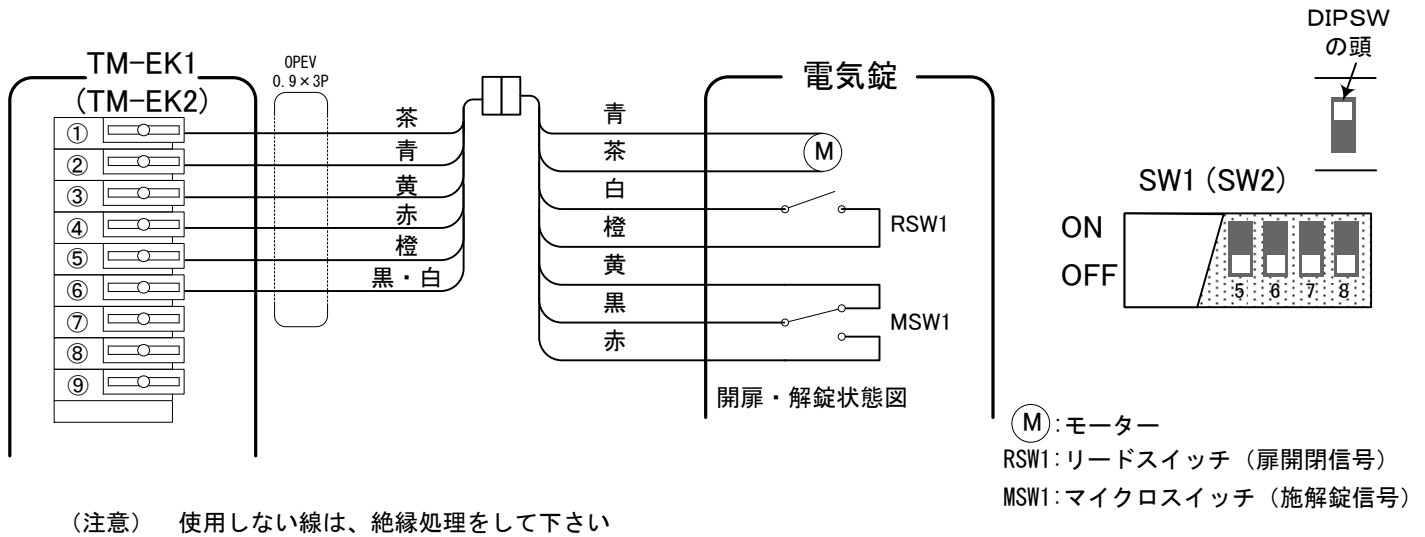 TM-EK1
(TM-EK2)
OPEV
0.9×3P
①
②
③
④
⑤
⑥
⑦
⑧
⑨
茶
青
黄
赤
橙
黒・白
青
茶
白
橙
黄
黒
赤
電気錠
M
RSW1
MSW1
開扉・解錠状態図
DIPSW
の頭
SW1(SW2)
ON
OFF
5 6 7 8
M:モーター
RSW1:リードスイッチ（扉開閉信号）
MSW1:マイクロスイッチ（施解錠信号）
（注意） 使用しない線は、絶縁処理をして下さい